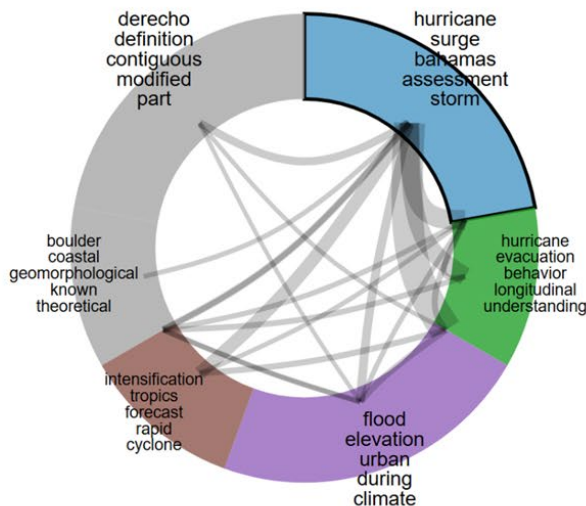 derecho
definition
contiguous
modified
part
hurricane
surge
bahamas
assessment
storm
boulder
coastal
geomorphological
known
theoretical
hurricane
evacuation
behavior
longitudinal
understanding
intensification
tropics
forecast
rapid
cyclone
flood
elevation
urban
during
climate